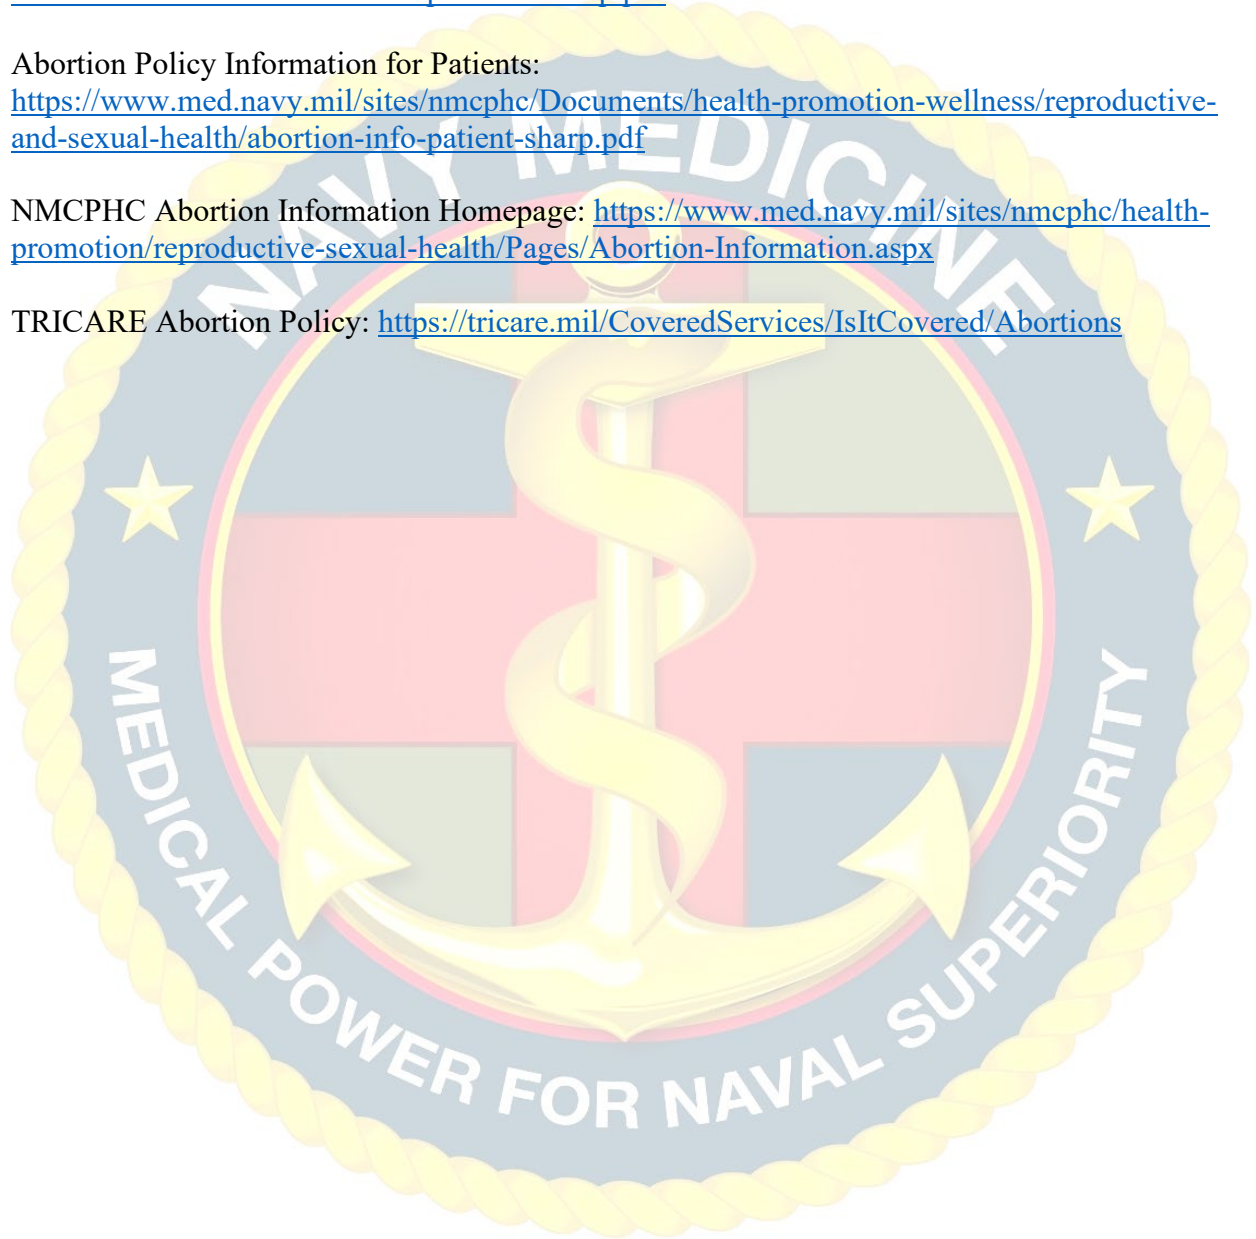 Abortion Policy Information for Patients:
https://www.med.navy.mil/sites/nmcphc/Documents/health-promotion-wellness/reproductive-
and-sexual-health/abortion-info-patient-sharp.pdf
NMCPHC Abortion Information Homepage: https://www.med.navy.mil/sites/nmcphc/health-
promotion/reproductive-sexual-health/Pages/Abortion-Information.aspx
TRICARE Abortion Policy: https://tricare.mil/CoveredServices/IsItCovered/Abortions
NAVY MEDICINE
MEDICAL POWER FOR NAVAL SUPERIORITY